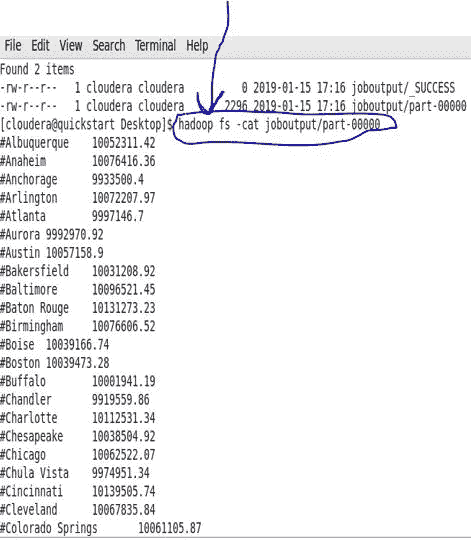 File Edit View Search Terminal Help
Found 2 items
-rw-r--r-- 1 cloudera cloudera 0 2019-01-15 17:16 joboutput/_SUCCESS
-rw-r--r-- 1 cloudera cloudera 2296 2019-01-15 17:16 joboutput/part-00000
[cloudera@quickstart Desktop]$ hadoop fs -cat joboutput/part-00000
#Albuquerque 10052311.42
#Anaheim 10076416.36
#Anchorage 9933500.4
#Arlington 10072207.97
#Atlanta 9997146.7
#Aurora 9992970.92
#Austin 10057158.9
#Bakersfield 10031208.92
#Baltimore 10096521.45
#Baton Rouge 10131273.23
#Birmingham 10076606.52
#Boise 10039166.74
#Boston 10039473.28
#Buffalo 10001941.19
#Chandler 9919559.86
#Charlotte 10112531.34
#Chesapeake 10038504.92
#Chicago 10062522.07
#Chula Vista 9974951.34
#Cincinnati 10139505.74
#Cleveland 10067835.84
#Colorado Springs 10061105.87